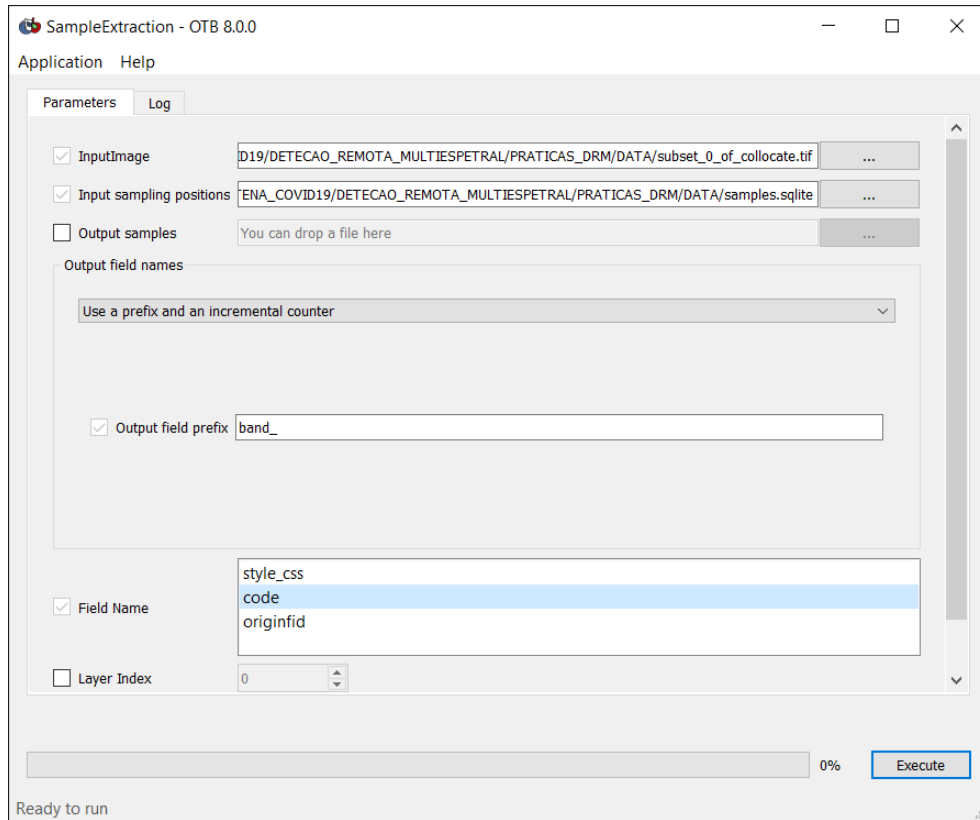 SampleExtraction - OTB 8.0.0
Application Help
Parameters Log
InputImage ID19/DETECAO_REMOTA_MULTIESPETRAL/PRATICAS_DRM/DATA/subset_0_of_collocate.tif ...
Input sampling positions TENA_COVID19/DETECAO_REMOTA_MULTIESPETRAL/PRATICAS_DRM/DATA/samples.sqlite ...
Output samples You can drop a file here ...
Output field names
Use a prefix and an incremental counter
Output field prefix band_
style_css
code
Field Name
originfid
Layer Index 0
0% Execute
Ready to run